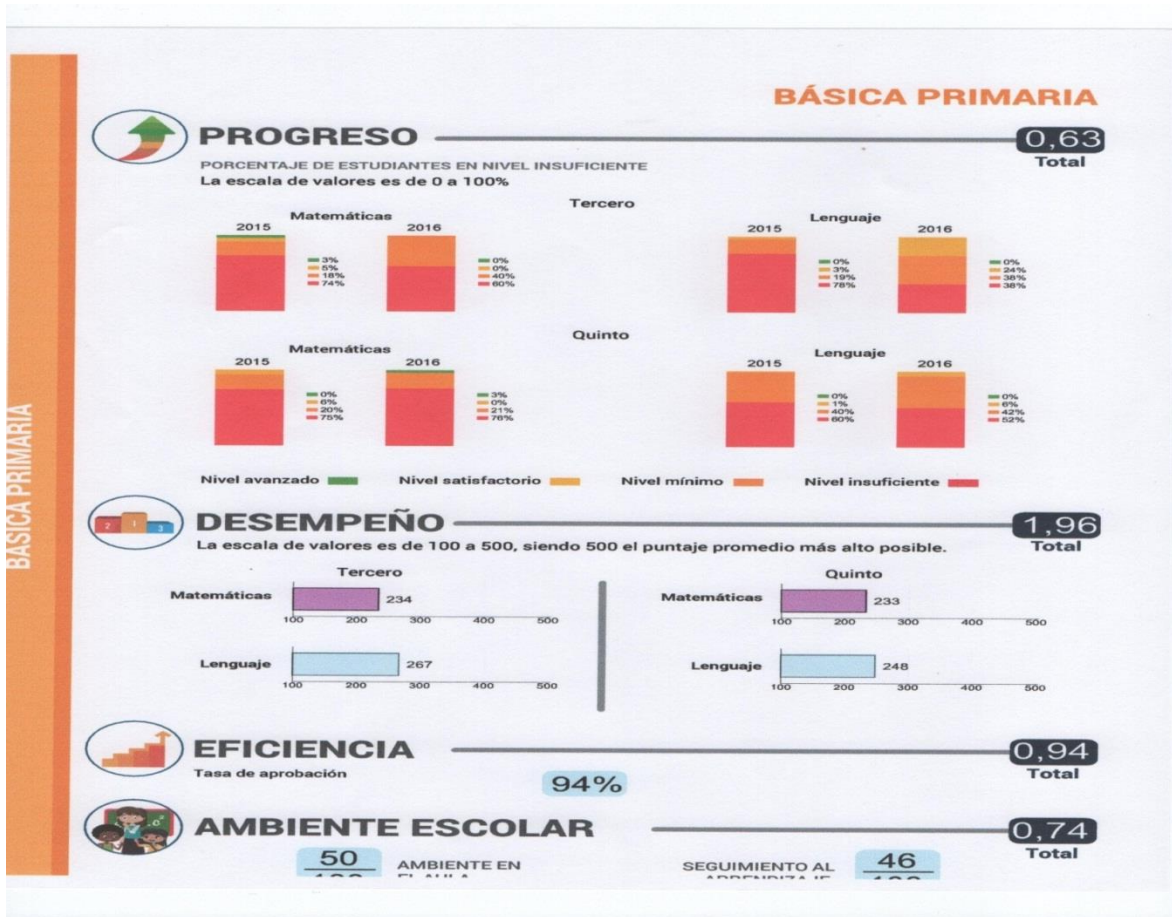 BÁSICA PRIMARIA
BÁSICA PRIMARIA
PROGRESO 0,63
Total
PORCENTAJE DE ESTUDIANTES EN NIVEL INSUFICIENTE
La escala de valores es de 0 a 100%
Tercero
Matemáticas
2015 2016
3%
5%
18%
74%
0%
0%
40%
60%
Lenguaje
2015 2016
0%
3%
19%
78%
0%
24%
38%
38%
Quinto
Matemáticas
2015 2016
0%
6%
20%
75%
3%
0%
21%
76%
Lenguaje
2015 2016
0%
1%
40%
60%
0%
6%
42%
52%
Nivel avanzado Nivel satisfactorio Nivel mínimo Nivel insuficiente
2 1 3
DESEMPEÑO 1,96
Total
La escala de valores es de 100 a 500, siendo 500 el puntaje promedio más alto posible.
Tercero
Matemáticas 234
100 200 300 400 500
Lenguaje 267
100 200 300 400 500
Quinto
Matemáticas 233
100 200 300 400 500
Lenguaje 248
100 200 300 400 500
EFICIENCIA 0,94
Total
Tasa de aprobación
94%
AMBIENTE ESCOLAR 0,74
Total
50 AMBIENTE EN
SEGUIMIENTO AL 46